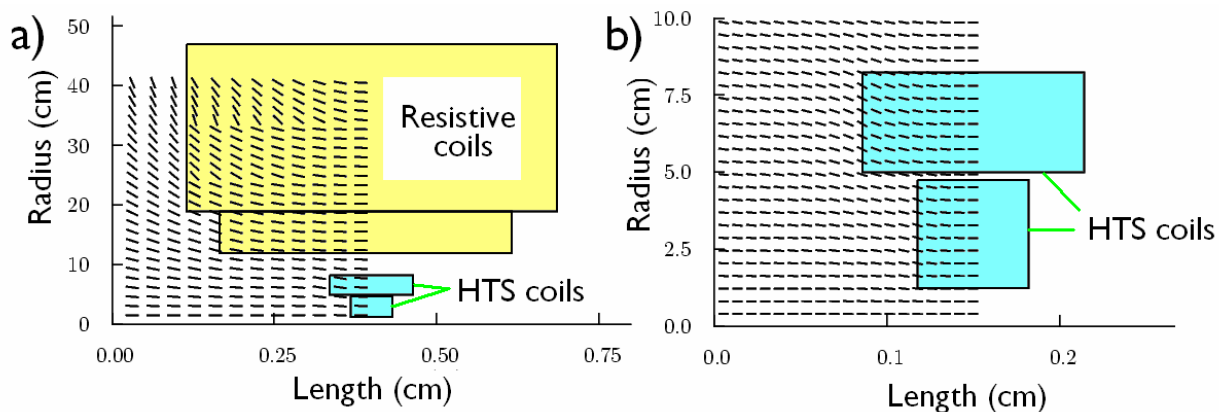 a)
50
40
30
20
10
0
Radius (cm)
Resistive
coils
HTS coils
0.00
0.25
0.50
0.75
Length (cm)
b)
10.0
7.5
5.0
2.5
0.0
Radius (cm)
HTS coils
0.0
0.1
0.2
Length (cm)